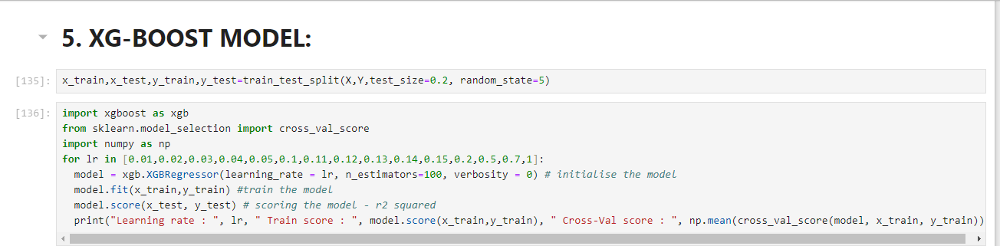 5. XG-BOOST MODEL:
[135]: x_train,x_test,y_train,y_test=train_test_split(X,Y,test_size=0.2, random_state=5)
[136]: import xgboost as xgb
from sklearn.model_selection import cross_val_score
import numpy as np
for lr in [0.01,0.02,0.03,0.04,0.05,0.1,0.11,0.12,0.13,0.14,0.15,0.2,0.5,0.7,1]:
  model = xgb.XGBRegressor(learning_rate = lr, n_estimators=100, verbosity = 0) # initialise the model
  model.fit(x_train,y_train) #train the model
  model.score(x_test, y_test) # scoring the model - r2 squared
  print("Learning rate : ", lr, " Train score : ", model.score(x_train,y_train), " Cross-Val score : ", np.mean(cross_val_score(model, x_train, y_train))